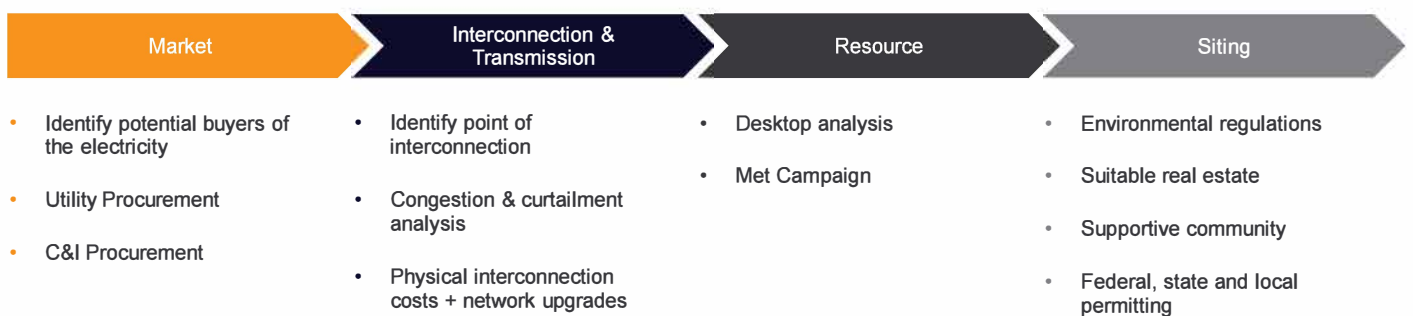 Market
Interconnection &
Transmission
Resource
Siting
• Identify potential buyers of
the electricity
• Utility Procurement
• C&I Procurement
• Identify point of
interconnection
• Congestion & curtailment
analysis
• Physical interconnection
costs + network upgrades
• Desktop analysis
• Met Campaign
• Environmental regulations
• Suitable real estate
• Supportive community
• Federal, state and local
permitting